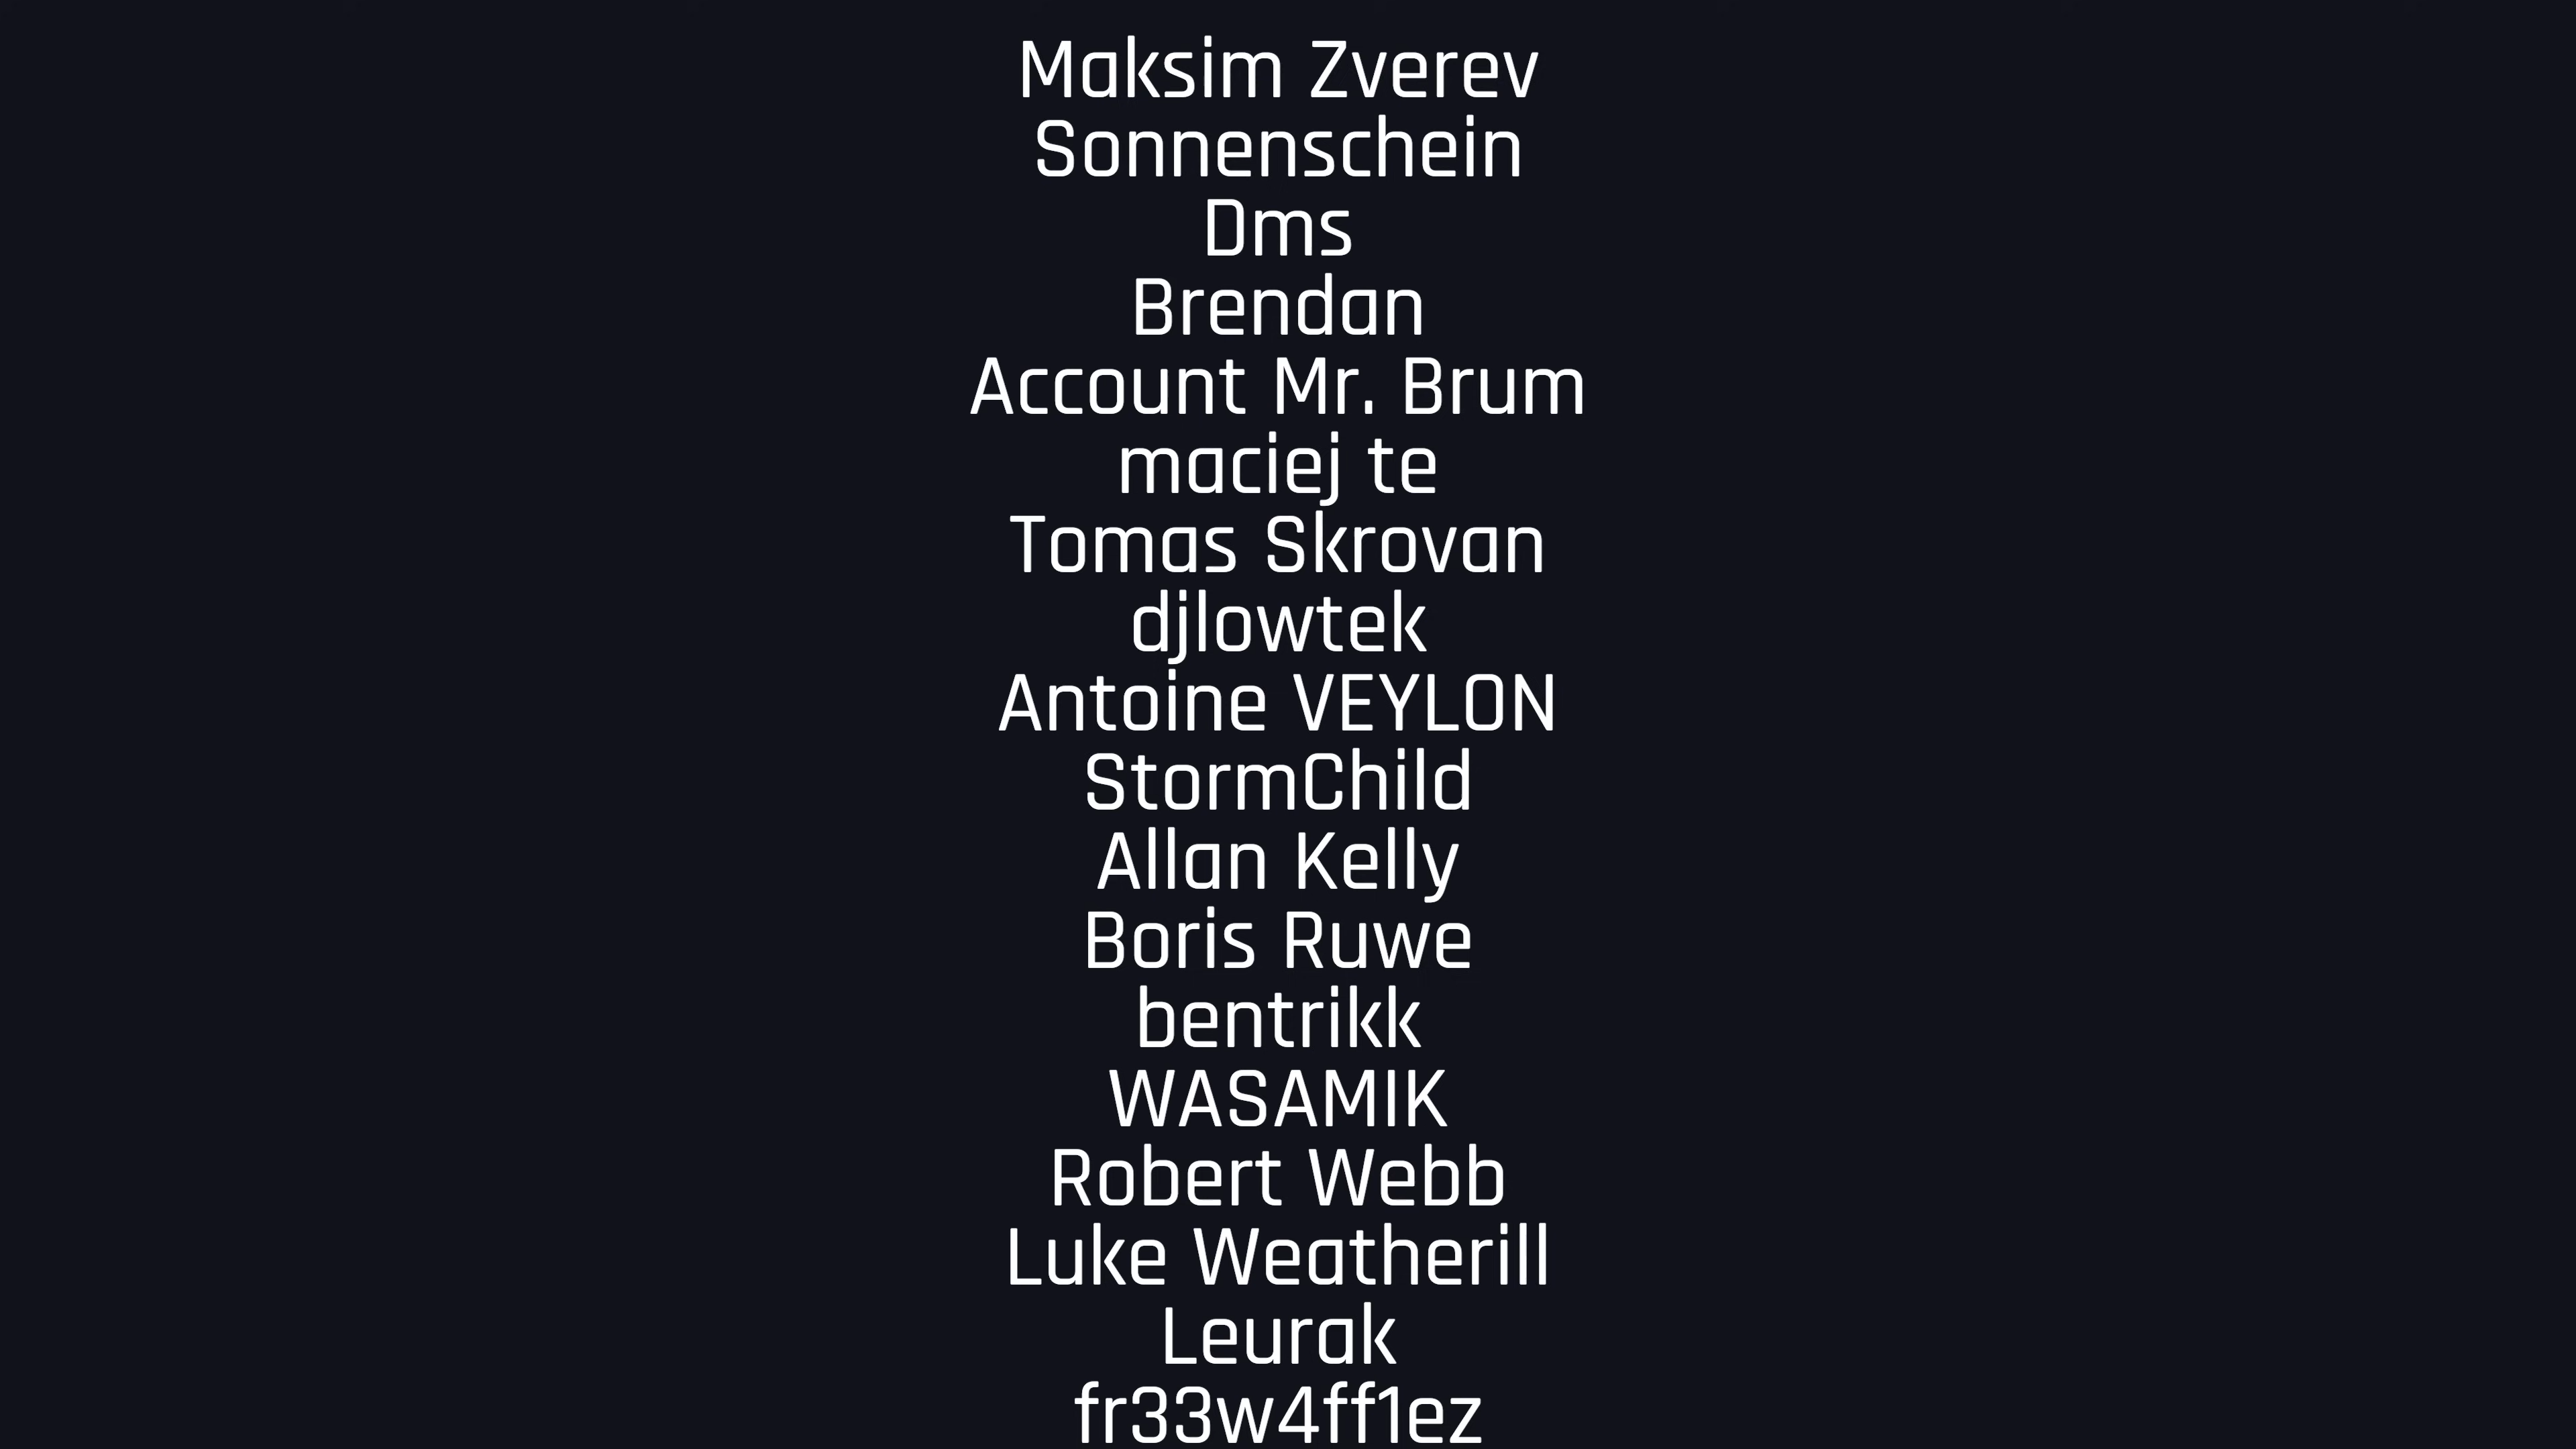 Maksim Zverev
Sonnenschein
Dms
Brendan
Account Mr. Brum
maciej te
Tomas Skrovan
djlowtek
Antoine VEYLON
StormChild
Allan Kelly
Boris Ruwe
bentrikk
WASAMIK
Robert Webb
Luke Weatherill
Leurak
fr33w4ff1ez